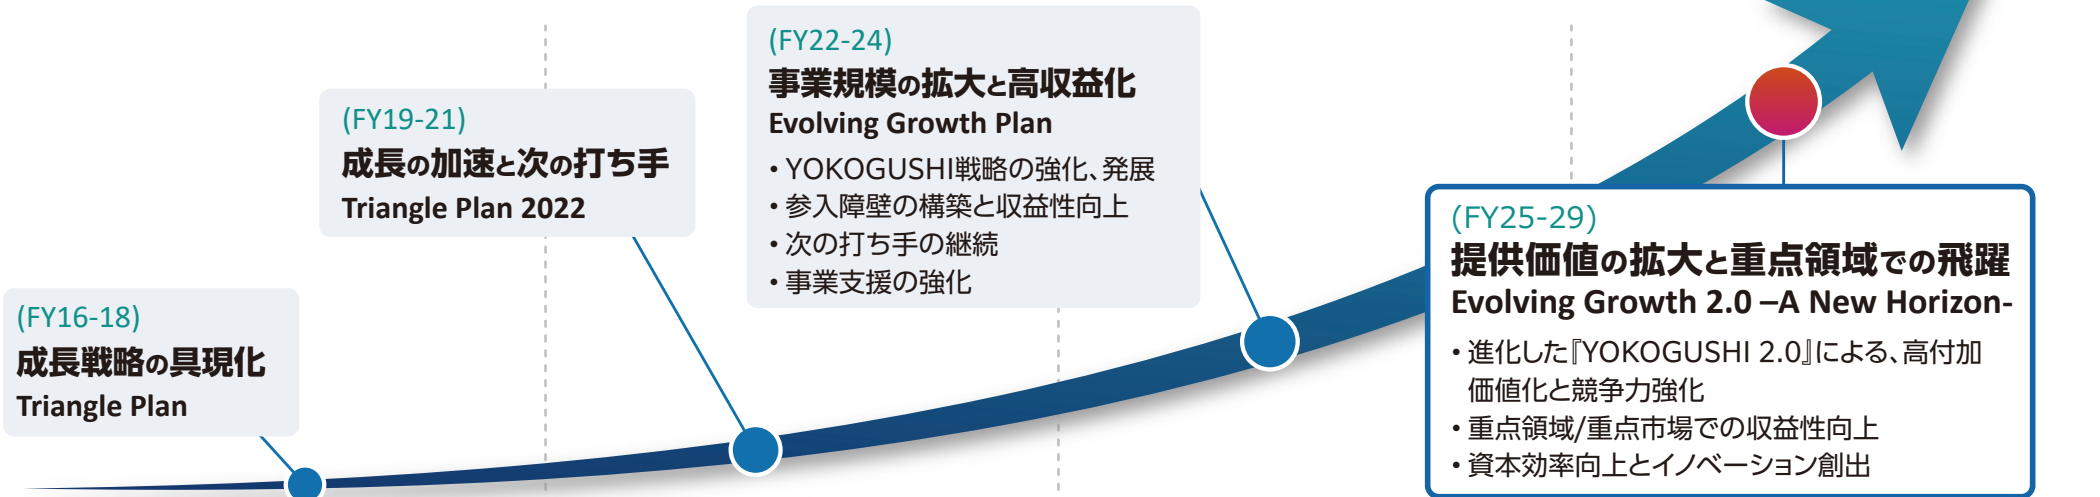 (FY16-18)
成長戦略の具現化
Triangle Plan
(FY19-21)
成長の加速と次の打ち手
Triangle Plan 2022
(FY22-24)
事業規模の拡大と高収益化
Evolving Growth Plan
・YOKOGUSHI戦略の強化、発展
・参入障壁の構築と収益性向上
・次の打ち手の継続
・事業支援の強化
(FY25-29)
提供価値の拡大と重点領域での飛躍
Evolving Growth 2.0 –A New Horizon-
・進化した『YOKOGUSHI 2.0』による、高付加
価値化と競争力強化
・重点領域/重点市場での収益性向上
・資本効率向上とイノベーション創出